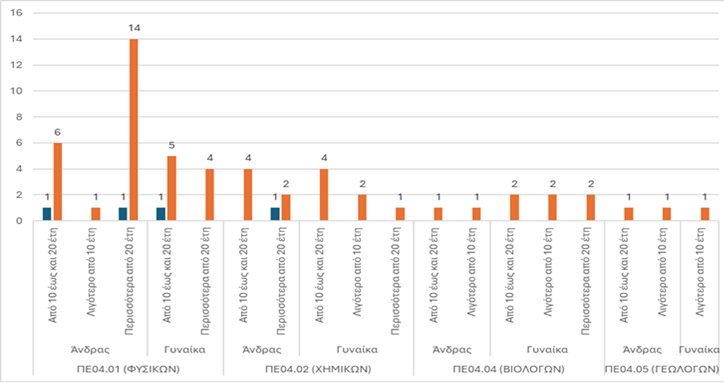 16
14
12
10
8
6
4
2
0
1 6 1 1 14 1 5 4 4 1 2 4 2 1 1 1 2 2 2 1 1 1
Από 10 έως και 20 έτη
Λιγότερο από 10 έτη
Περισσότερα από 20 έτη
Από 10 έως και 20 έτη
Περισσότερα από 20 έτη
Από 10 έως και 20 έτη
Περισσότερα από 20 έτη
Από 10 έως και 20 έτη
Λιγότερο από 10 έτη
Περισσότερα από 20 έτη
Από 10 έως και 20 έτη
Λιγότερο από 10 έτη
Από 10 έως και 20 έτη
Λιγότερο από 10 έτη
Περισσότερα από 20 έτη
Από 10 έως και 20 έτη
Λιγότερο από 10 έτη
Λιγότερο από 10 έτη
Άνδρας Γυναίκα Άνδρας Γυναίκα Άνδρας Γυναίκα Άνδρας Γυναίκα
ΠΕ04.01 (ΦΥΣΙΚΩΝ) ΠΕ04.02 (ΧΗΜΙΚΩΝ) ΠΕ04.04 (ΒΙΟΛΟΓΩΝ) ΠΕ04.05 (ΓΕΩΛΟΓΩΝ)